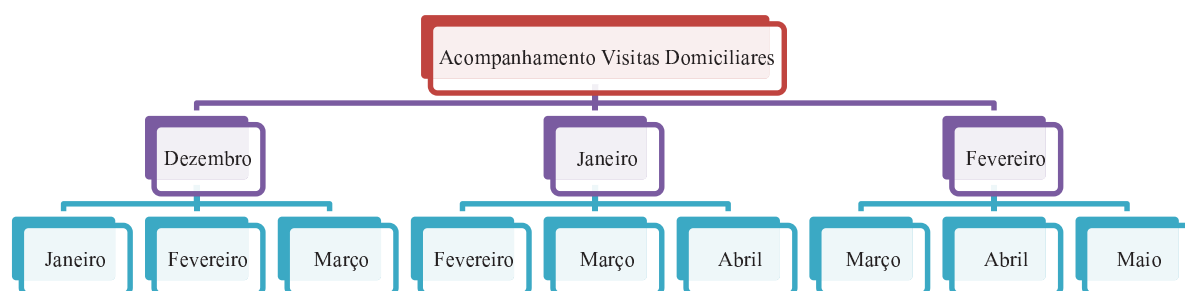 Acompanhamento Visitas Domiciliares
Dezembro
Janeiro
Fevereiro
Janeiro
Fevereiro
Março
Fevereiro
Março
Abril
Março
Abril
Maio